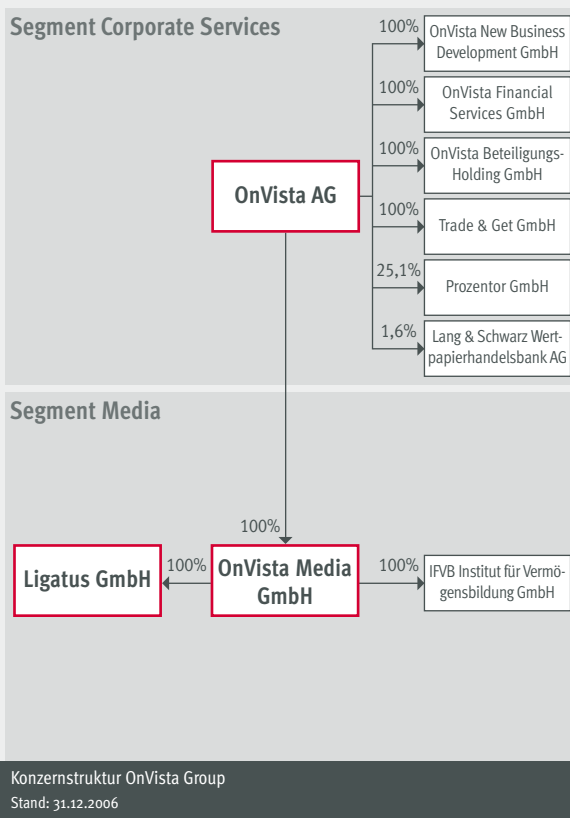 Segment Corporate Services
100%
OnVista New Business
Development GmbH
100%
OnVista Financial
Services GmbH
100%
OnVista Beteiligungs-
Holding GmbH
OnVista AG
100%
Trade & Get GmbH
25,1%
Prozentor GmbH
1,6%
Lang & Schwarz Wert-
papierhandelsbank AG
Segment Media
100%
Ligatus GmbH
100%
OnVista Media
GmbH
100%
IFVB Institut für Vermö-
gensbildung GmbH
Konzernstruktur OnVista Group
Stand: 31.12.2006